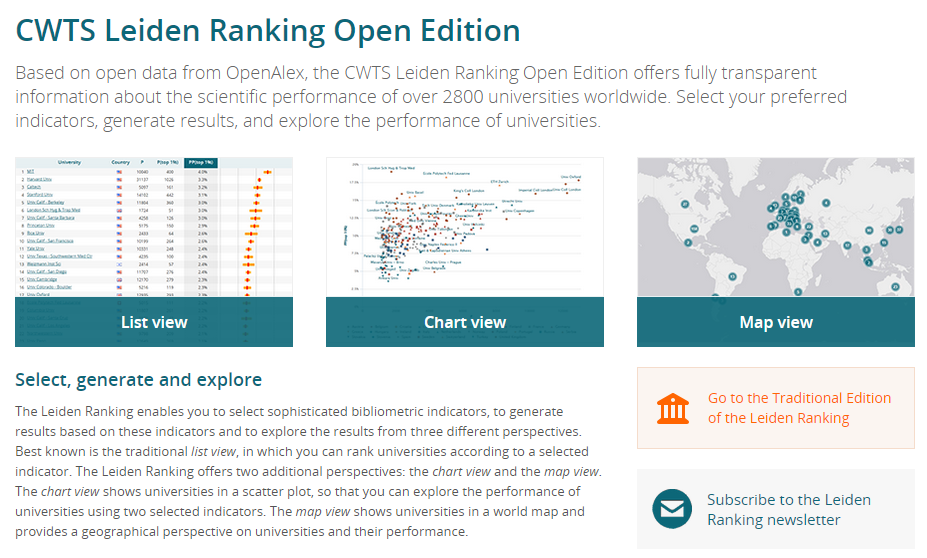 CWTS Leiden Ranking Open Edition
Based on open data from OpenAlex, the CWTS Leiden Ranking Open Edition offers fully transparent
information about the scientific performance of over 2800 universities worldwide. Select your preferred
indicators, generate results, and explore the performance of universities.
University Country P P(top 1%) PP(top 1%)
List view
Chart view
Map view
Select, generate and explore
The Leiden Ranking enables you to select sophisticated bibliometric indicators, to generate
results based on these indicators and to explore the results from three different perspectives.
Best known is the traditional list view, in which you can rank universities according to a selected
indicator. The Leiden Ranking offers two additional perspectives: the chart view and the map view.
The chart view shows universities in a scatter plot, so that you can explore the performance of
universities using two selected indicators. The map view shows universities in a world map and
provides a geographical perspective on universities and their performance.
Go to the Traditional Edition
of the Leiden Ranking
Subscribe to the Leiden
Ranking newsletter